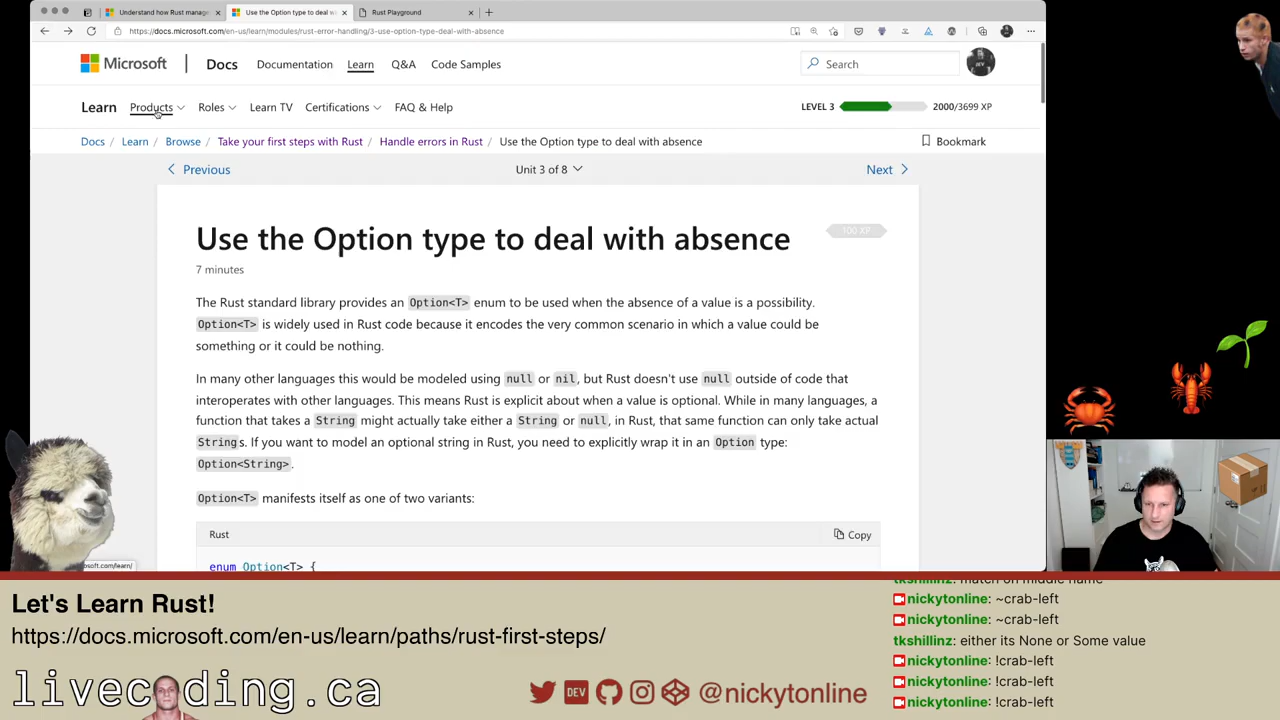 Understand how Rust manage
Use the Option type to deal wi
Rust Playground
https://docs.microsoft.com/en-us/learn/modules/rust-error-handling/3-use-option-type-deal-with-absence
Microsoft
Docs
Documentation
Learn
Q&A
Code Samples
Search
Learn
Products
Roles
Learn TV
Certifications
FAQ & Help
LEVEL 3
2000/3699 XP
Docs / Learn / Browse / Take your first steps with Rust / Handle errors in Rust / Use the Option type to deal with absence
Bookmark
Previous
Unit 3 of 8
Next
Use the Option type to deal with absence
100 XP
7 minutes
The Rust standard library provides an Option<T> enum to be used when the absence of a value is a possibility.
Option<T> is widely used in Rust code because it encodes the very common scenario in which a value could be
something or it could be nothing.
In many other languages this would be modeled using null or nil, but Rust doesn't use null outside of code that
interoperates with other languages. This means Rust is explicit about when a value is optional. While in many languages, a
function that takes a String might actually take either a String or null, in Rust, that same function can only take actual
Strings. If you want to model an optional string in Rust, you need to explicitly wrap it in an Option type:
Option<String>.
Option<T> manifests itself as one of two variants:
Rust
Copy
enum Option<T> {
osoft.com/learn/
Let's Learn Rust!
https://docs.microsoft.com/en-us/learn/paths/rust-first-steps/
livecoding.ca
DEV
@nickytonline
tkshillinz: match on middle name
nickytonline: ~crab-left
nickytonline: ~crab-left
tkshillinz: either its None or Some value
nickytonline: !crab-left
nickytonline: !crab-left
nickytonline: !crab-left